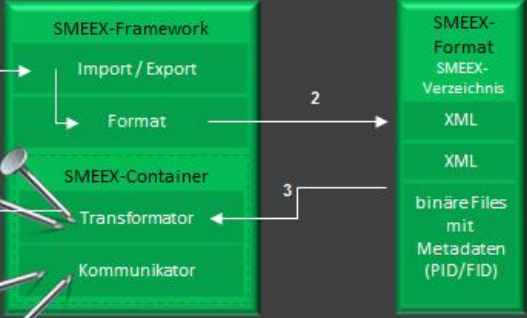 SMEEX-Framework
Import / Export
Format
SMEEX-Container
Transformator
Kommunikator
2
3
SMEEX-
Format
SMEEX-
Verzeichnis
XML
XML
binäre Files
mit
Metadaten
(PID/FID)